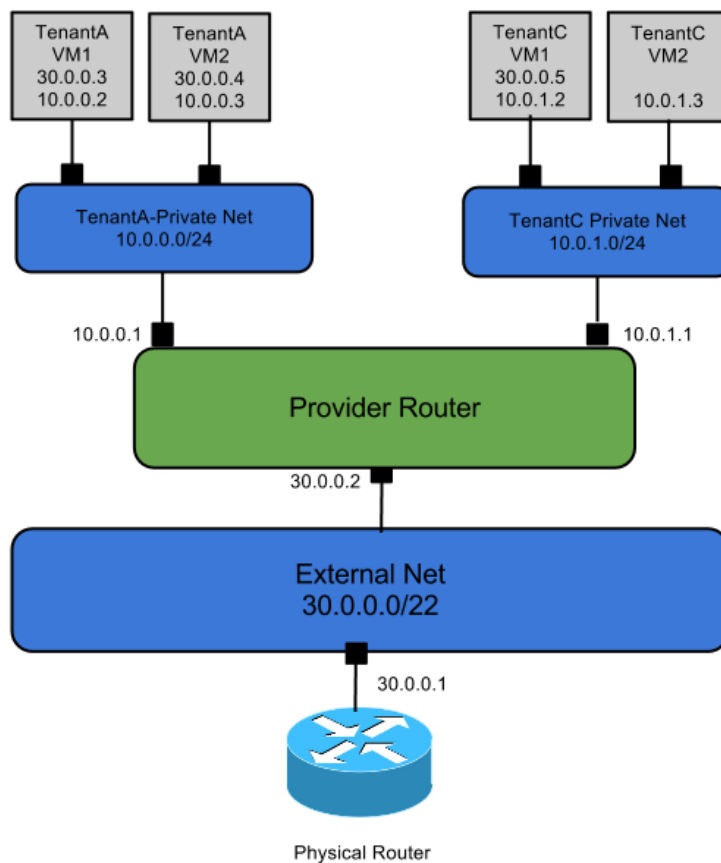 TenantA
VM1
30.0.0.3
10.0.0.2
TenantA
VM2
30.0.0.4
10.0.0.3
TenantC
VM1
30.0.0.5
10.0.1.2
TenantC
VM2
10.0.1.3
TenantA-Private Net
10.0.0.0/24
TenantC Private Net
10.0.1.0/24
10.0.0.1
10.0.1.1
Provider Router
30.0.0.2
External Net
30.0.0.0/22
30.0.0.1
Physical Router